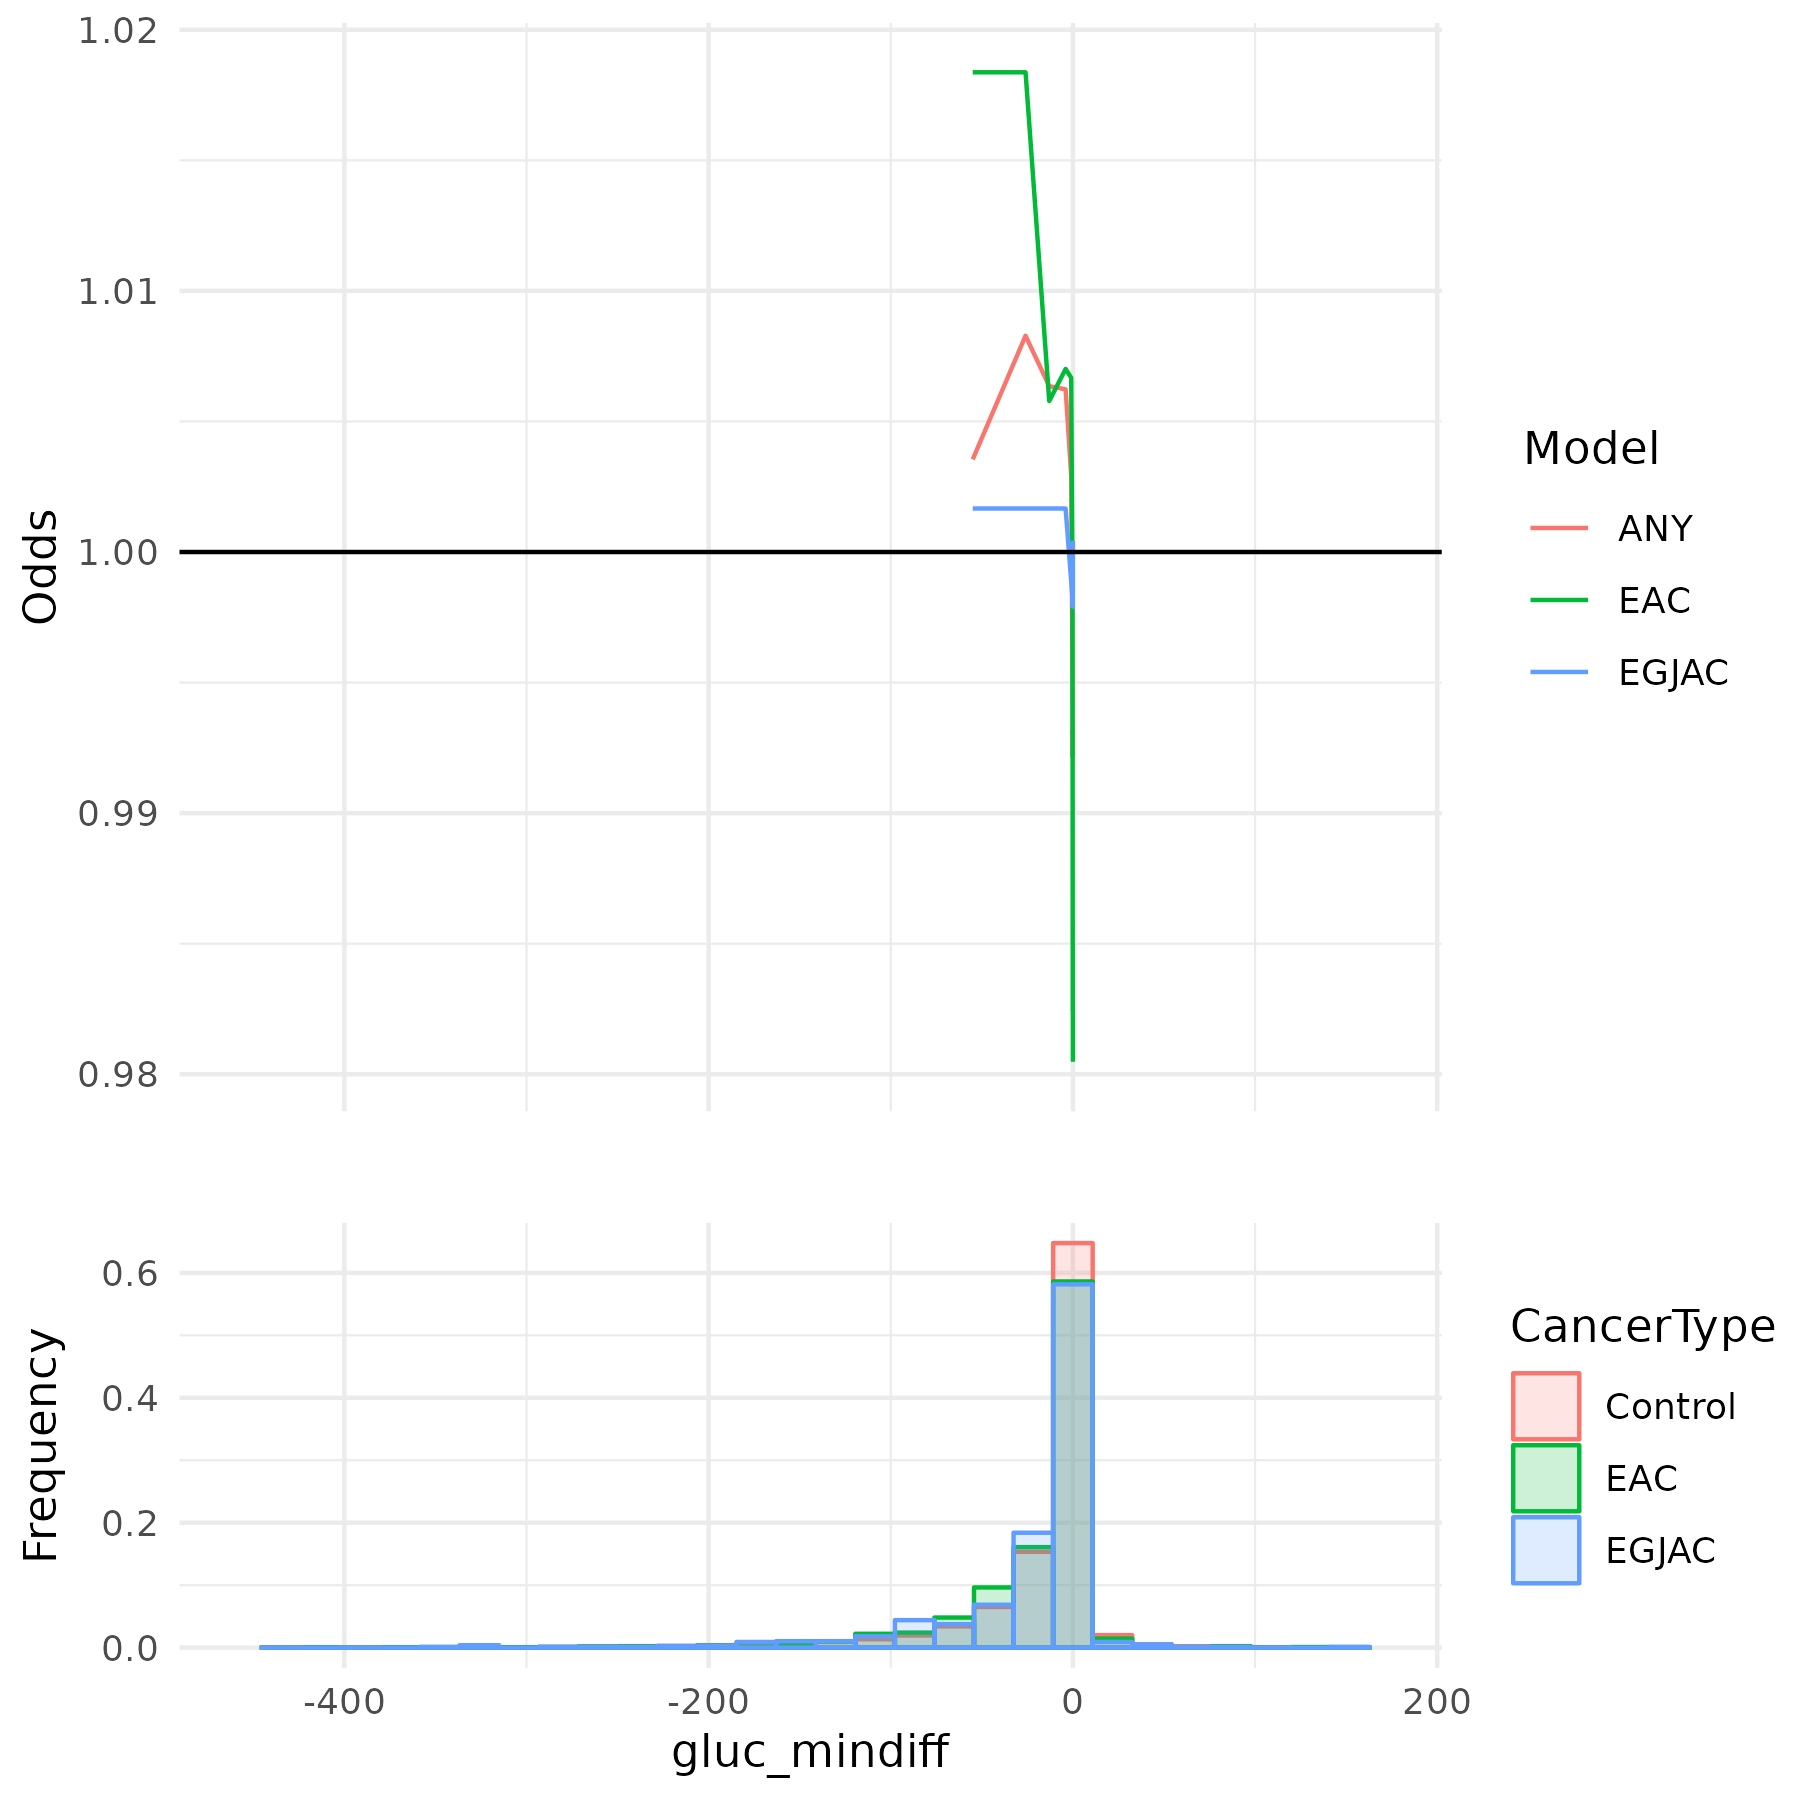 1.02
1.01
1.00
0.99
0.98
Odds
Model
ANY
EAC
EGJAC
0.6
0.4
0.2
0.0
Frequency
-400
-200
0
200
gluc_mindiff
CancerType
Control
EAC
EGJAC